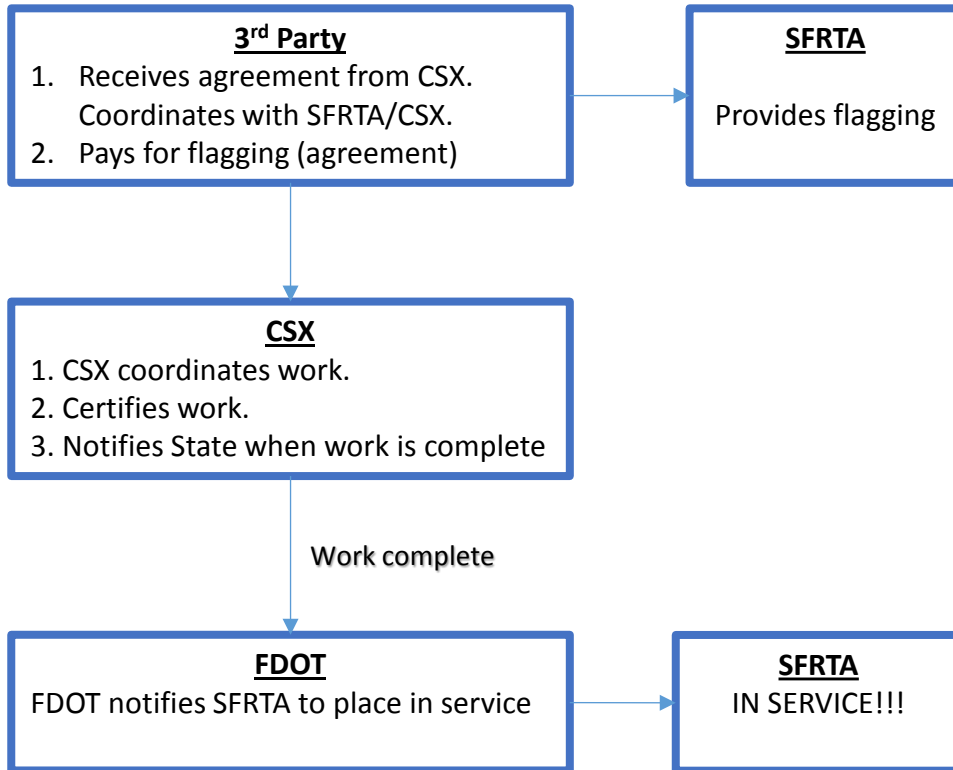 3rd Party
1. Receives agreement from CSX.
Coordinates with SFRTA/CSX.
2. Pays for flagging (agreement)
SFRTA
Provides flagging
CSX
1. CSX coordinates work.
2. Certifies work.
3. Notifies State when work is complete
Work complete
FDOT
FDOT notifies SFRTA to place in service
SFRTA
IN SERVICE!!!